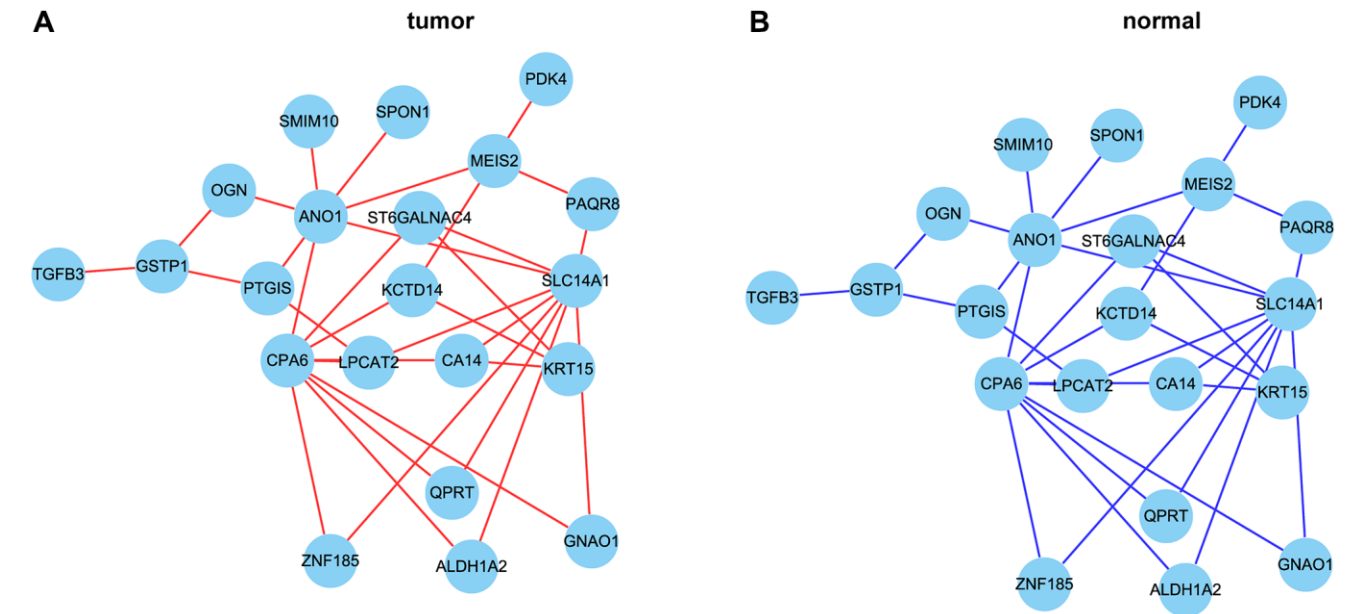 A
tumor
PDK4
SMIM10
SPON1
MEIS2
OGN
ANO1
ST6GALNAC4
PAQR8
TGFB3
GSTP1
PTGIS
KCTD14
SLC14A1
CPA6
LPCAT2
CA14
KRT15
QPRT
ZNF185
ALDH1A2
GNAO1
B
normal
PDK4
SMIM10
SPON1
MEIS2
OGN
ANO1
ST6GALNAC4
PAQR8
TGFB3
GSTP1
PTGIS
KCTD14
SLC14A1
CPA6
LPCAT2
CA14
KRT15
QPRT
ZNF185
ALDH1A2
GNAO1